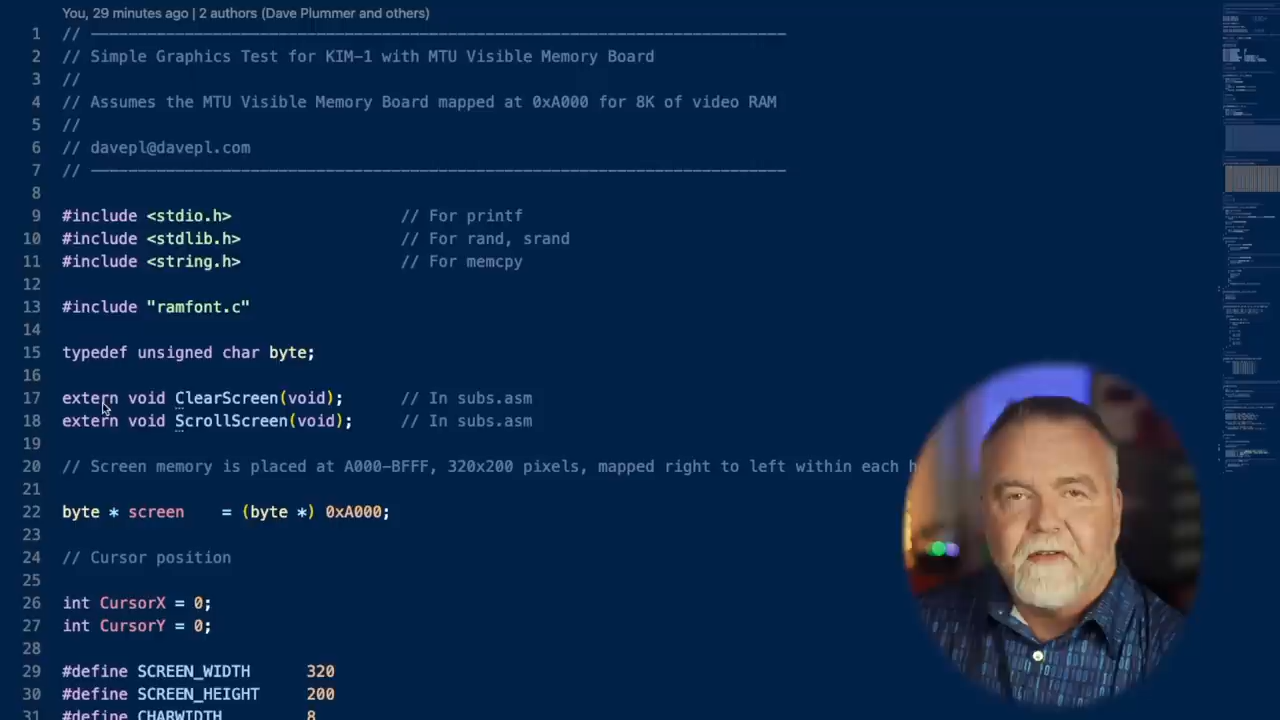 You, 29 minutes ago | 2 authors (Dave Plummer and others)
1 // ————————————————————————————————————————
2 // Simple Graphics Test for KIM-1 with MTU Visible Memory Board
3 //
4 // Assumes the MTU Visible Memory Board mapped at 0xA000 for 8K of video RAM
5 //
6 // davepl@davepl.com
7 // ————————————————————————————————————————
8
9 #include <stdio.h> // For printf
10 #include <stdlib.h> // For rand, srand
11 #include <string.h> // For memcpy
12
13 #include "ramfont.c"
14
15 typedef unsigned char byte;
16
17 extern void ClearScreen(void); // In subs.asm
18 extern void ScrollScreen(void); // In subs.asm
19
20 // Screen memory is placed at A000-BFFF, 320x200 pixels, mapped right to left within each
21
22 byte * screen = (byte *) 0xA000;
23
24 // Cursor position
25
26 int CursorX = 0;
27 int CursorY = 0;
28
29 #define SCREEN_WIDTH 320
30 #define SCREEN_HEIGHT 200
31 #define CHARWIDTH 8